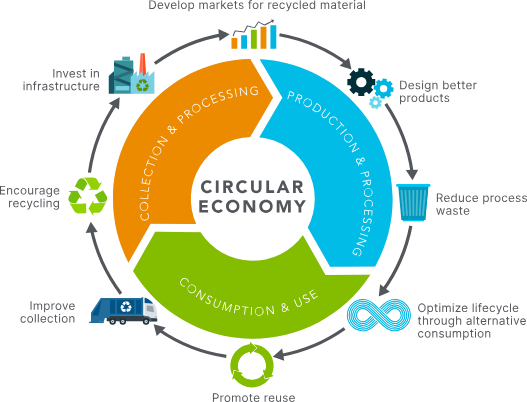 Develop markets for recycled material
Design better
products
Reduce process
waste
Optimize lifecycle
through alternative
consumption
Promote reuse
Improve
collection
Encourage
recycling
Invest in
infrastructure
COLLECTION & PROCESSING
PRODUCTION & PROCESSING
CONSUMPTION & USE
CIRCULAR
ECONOMY